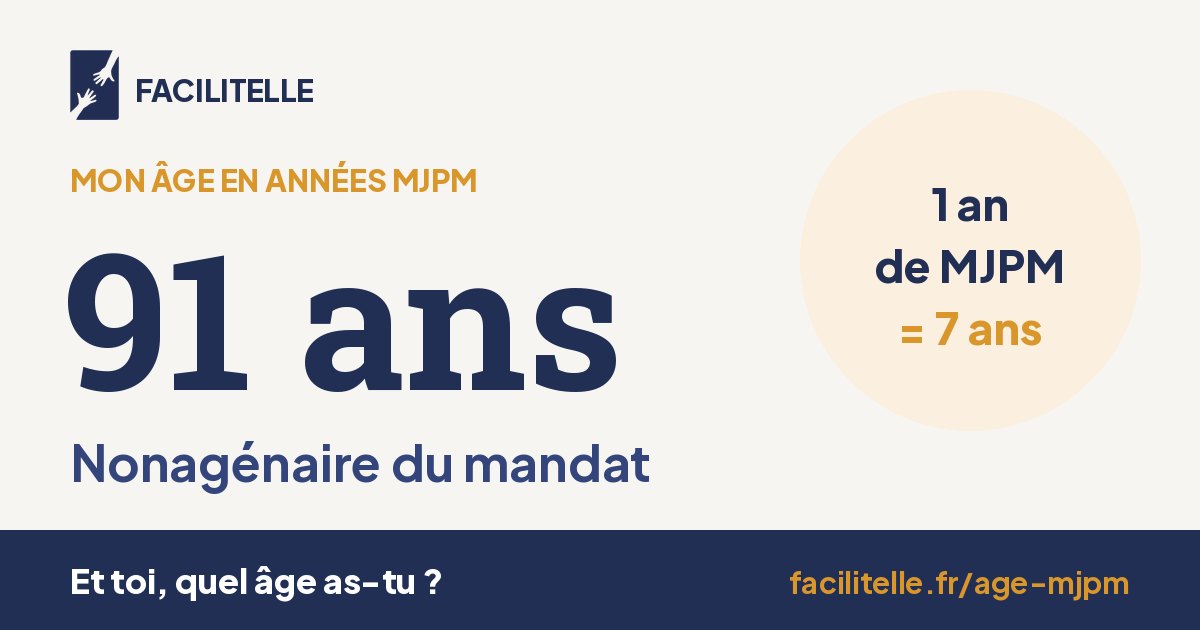 FACILITELLE
MON ÂGE EN ANNÉES MJPM
91 ans
Nonagénaire du mandat
1 an
de MJPM
= 7 ans
Et toi, quel âge as-tu ?
facilitelle.fr/age-mjpm